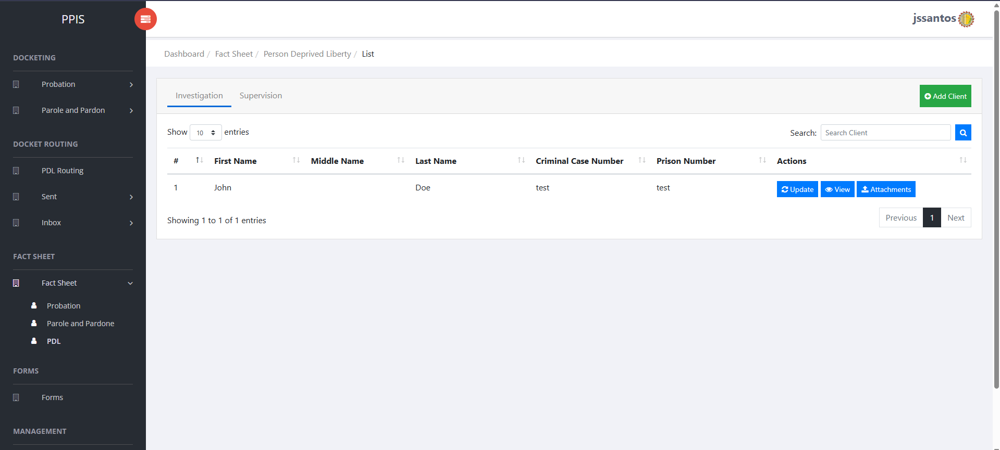 PPIS
jssantos
DOCKETING
Probation
Parole and Pardon
DOCKET ROUTING
PDL Routing
Sent
Inbox
FACT SHEET
Fact Sheet
Probation
Parole and Pardone
PDL
FORMS
Forms
MANAGEMENT
Dashboard / Fact Sheet / Person Deprived Liberty / List
Investigation Supervision
Add Client
Show 10 entries
Search: Search Client
# First Name Middle Name Last Name Criminal Case Number Prison Number Actions
1 John Doe test test Update View Attachments
Showing 1 to 1 of 1 entries
Previous 1 Next